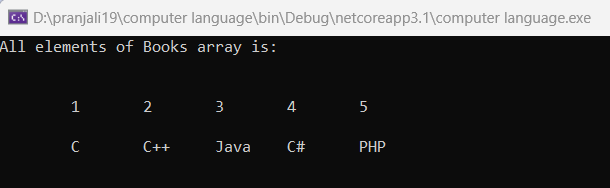 D:\pranjali19\computer language\bin\Debug\netcoreapp3.1\computer language.exe
All elements of Books array is:
1 2 3 4 5
C C++ Java C# PHP